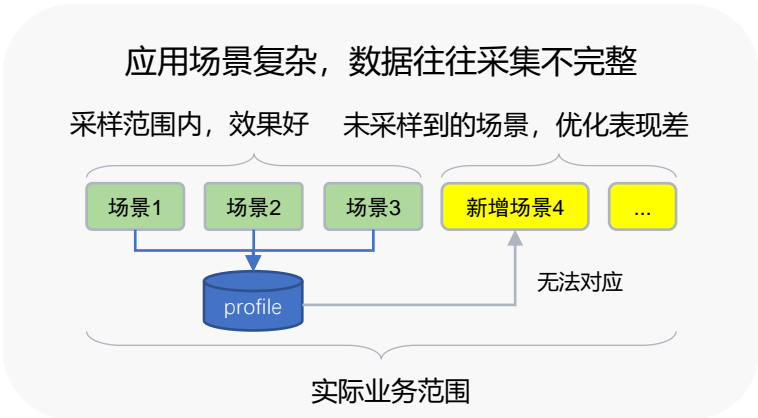 应用场景复杂，数据往往采集不完整
采样范围内，效果好
未采样到的场景，优化表现差
场景1
场景2
场景3
新增场景4
...
profile
无法对应
实际业务范围